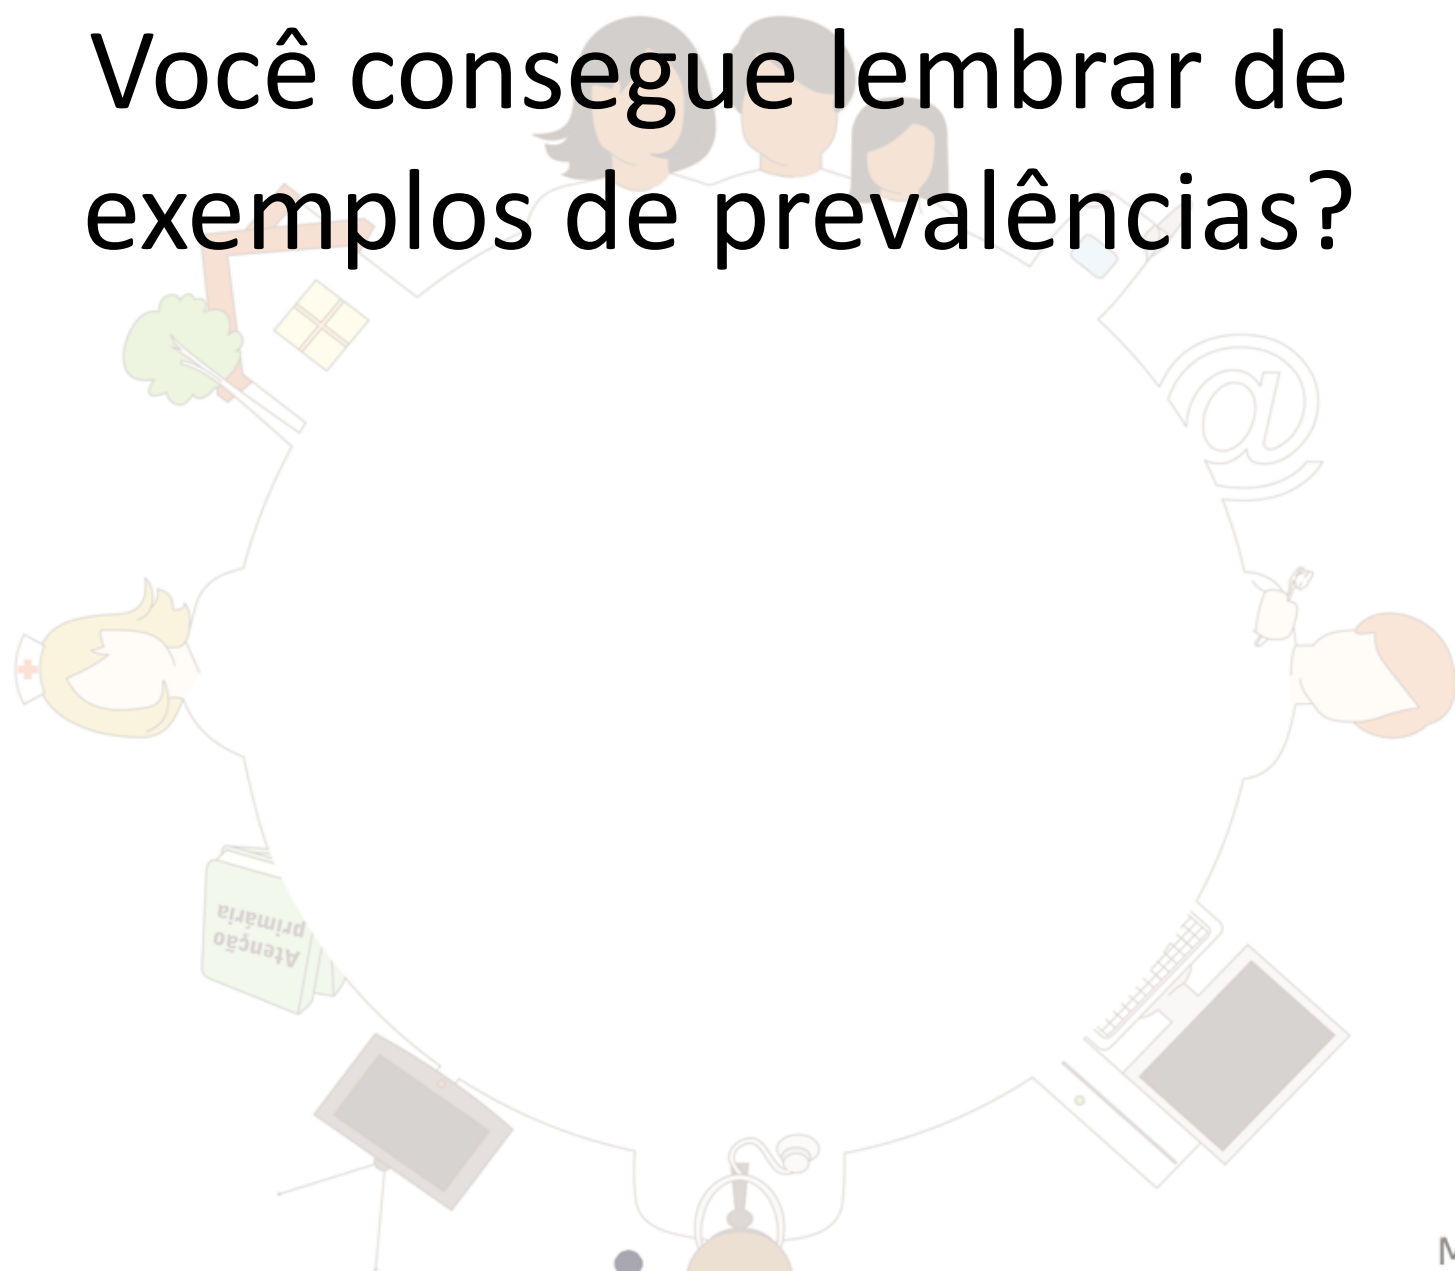 Você consegue lembrar de
exemplos de prevalências?
Atenção
primária
M